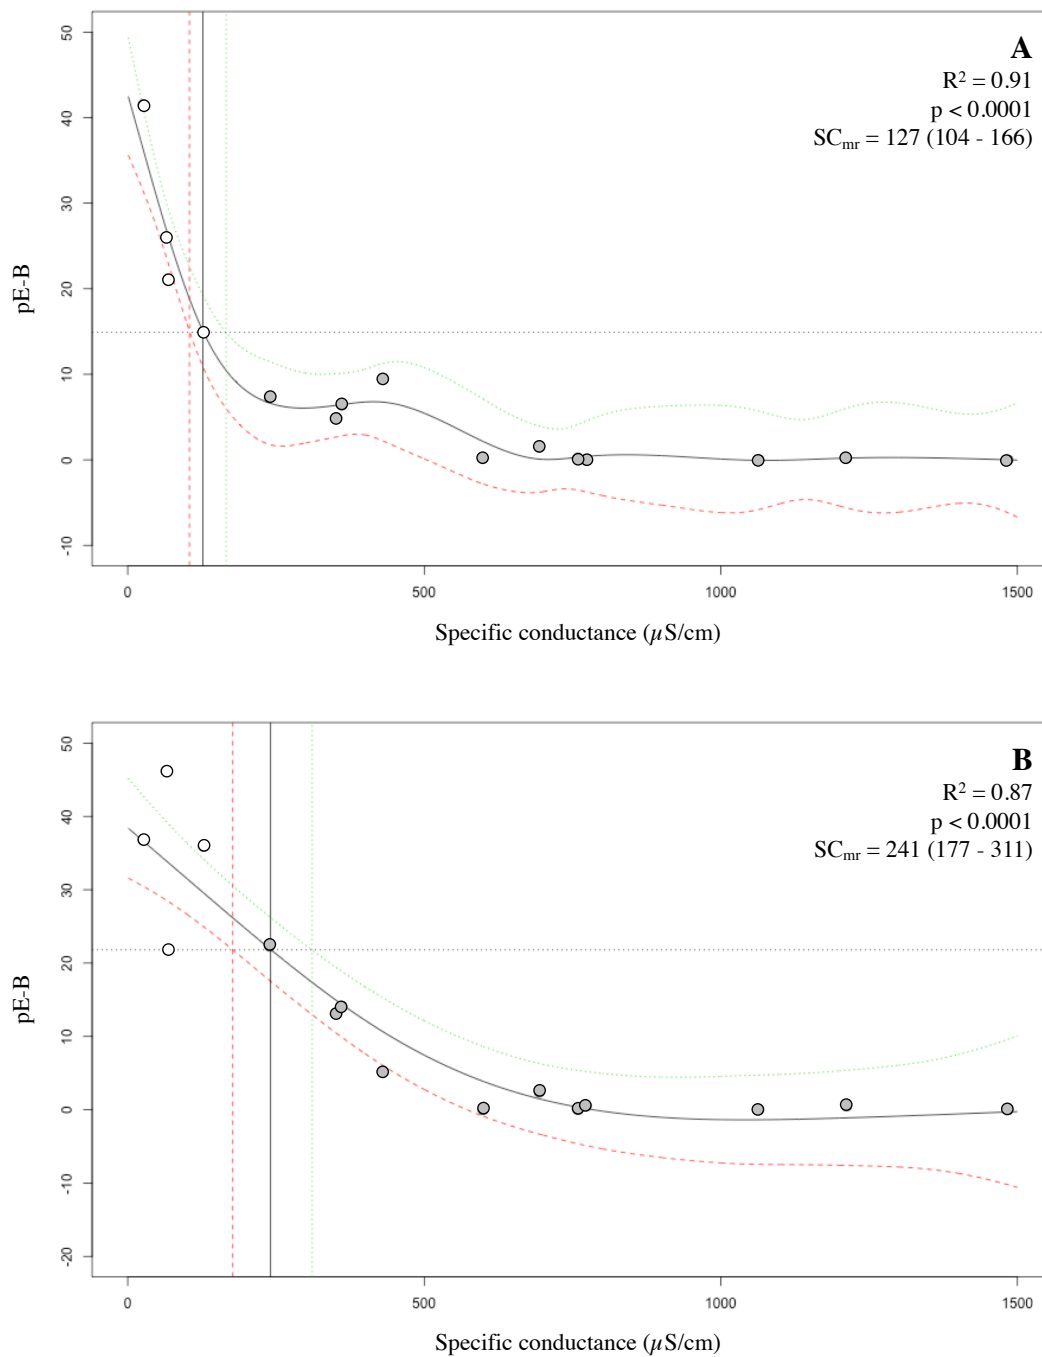 A
R² = 0.91
p < 0.0001
SCmr = 127 (104 - 166)
50
40
30
20
10
0
-10
pE-B
0 500 1000 1500
Specific conductance (µS/cm)
B
R² = 0.87
p < 0.0001
SCmr = 241 (177 - 311)
50
40
30
20
10
0
-10
-20
pE-B
0 500 1000 1500
Specific conductance (µS/cm)